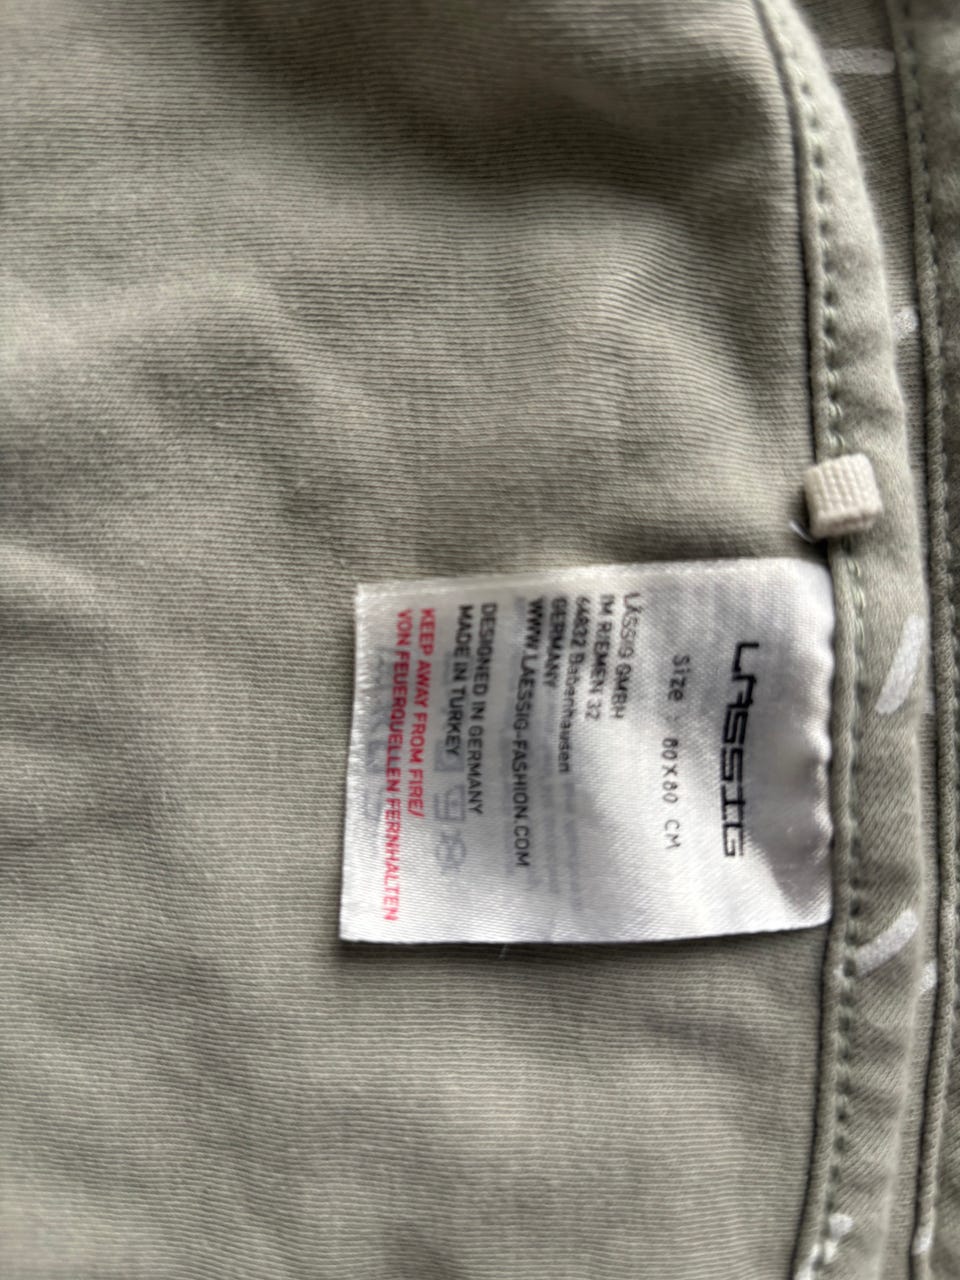 LÄSSIG
Size : 80X80 CM
LÄSSIG GMBH
IM RIEMEN 32
64832 Babenhausen
GERMANY
WWW.LAESSIG-FASHION.COM
DESIGNED IN GERMANY
MADE IN TURKEY
KEEP AWAY FROM FIRE/
VON FEUERQUELLEN FERNHALTEN